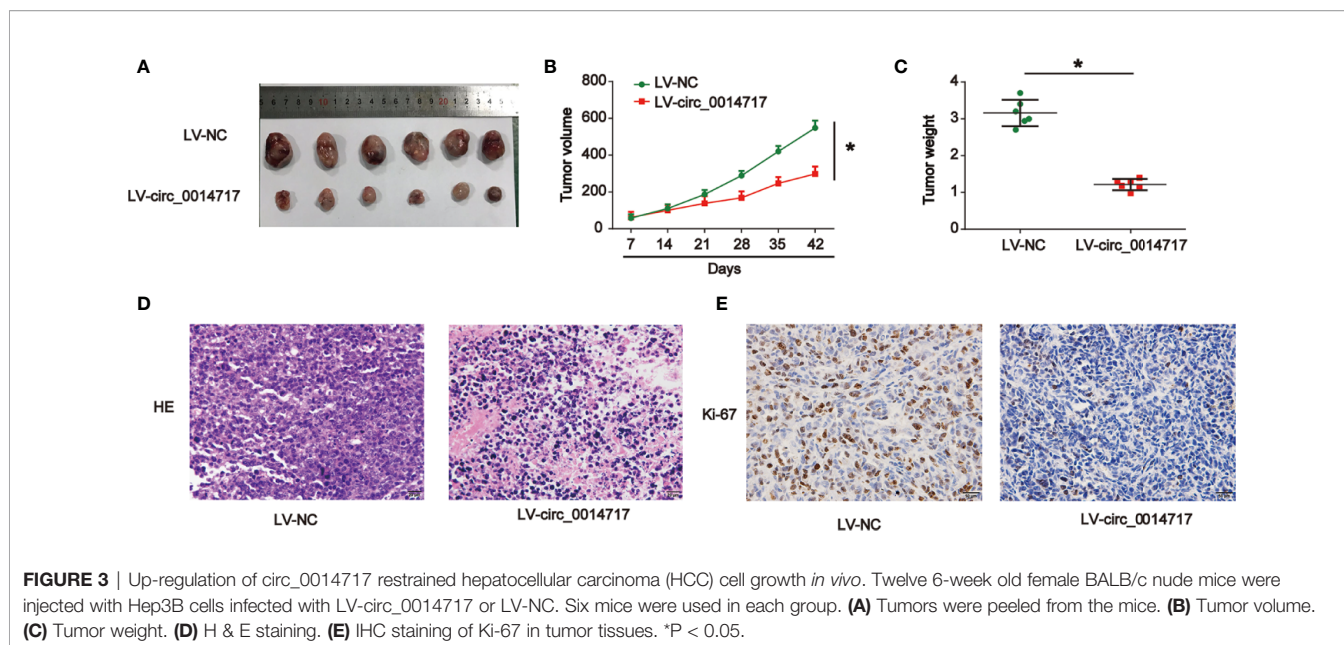 A
LV-NC
LV-circ_0014717
B
LV-NC
LV-circ_0014717
Tumor volume
800
600
400
200
0
7 14 21 28 35 42
Days
*
C
*
Tumor weight
4
3
2
1
0
LV-NC LV-circ_0014717
D
HE
LV-NC
LV-circ_0014717
E
Ki-67
LV-NC
LV-circ_0014717
FIGURE 3 | Up-regulation of circ_0014717 restrained hepatocellular carcinoma (HCC) cell growth in vivo. Twelve 6-week old female BALB/c nude mice were
injected with Hep3B cells infected with LV-circ_0014717 or LV-NC. Six mice were used in each group. (A) Tumors were peeled from the mice. (B) Tumor volume.
(C) Tumor weight. (D) H & E staining. (E) IHC staining of Ki-67 in tumor tissues. *P < 0.05.